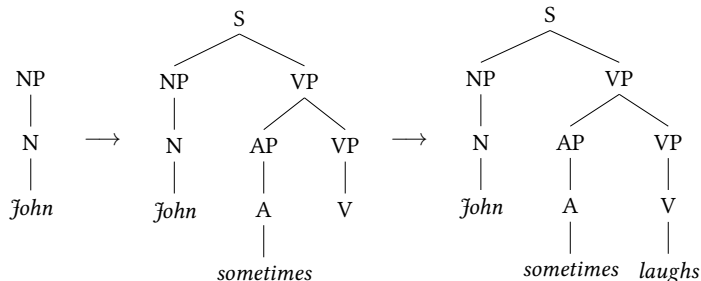 S S
NP NP VP NP VP
N → N AP VP → N AP VP
John John A V John A V
sometimes sometimes laughs